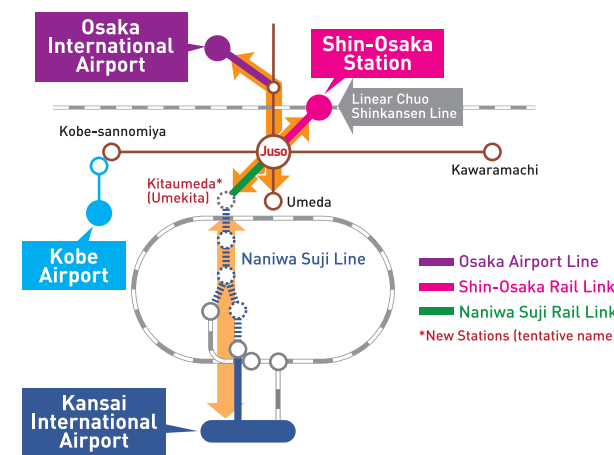 Osaka
International
Airport
Shin-Osaka
Station
Linear Chuo
Shinkansen Line
Kobe-sannomiya
Juso
Kawaramachi
Kitaumeda*
(Umekita)
Umeda
Kobe
Airport
Naniwa Suji Line
Osaka Airport Line
Shin-Osaka Rail Link
Naniwa Suji Rail Link
*New Stations (tentative name
Kansai
International
Airport